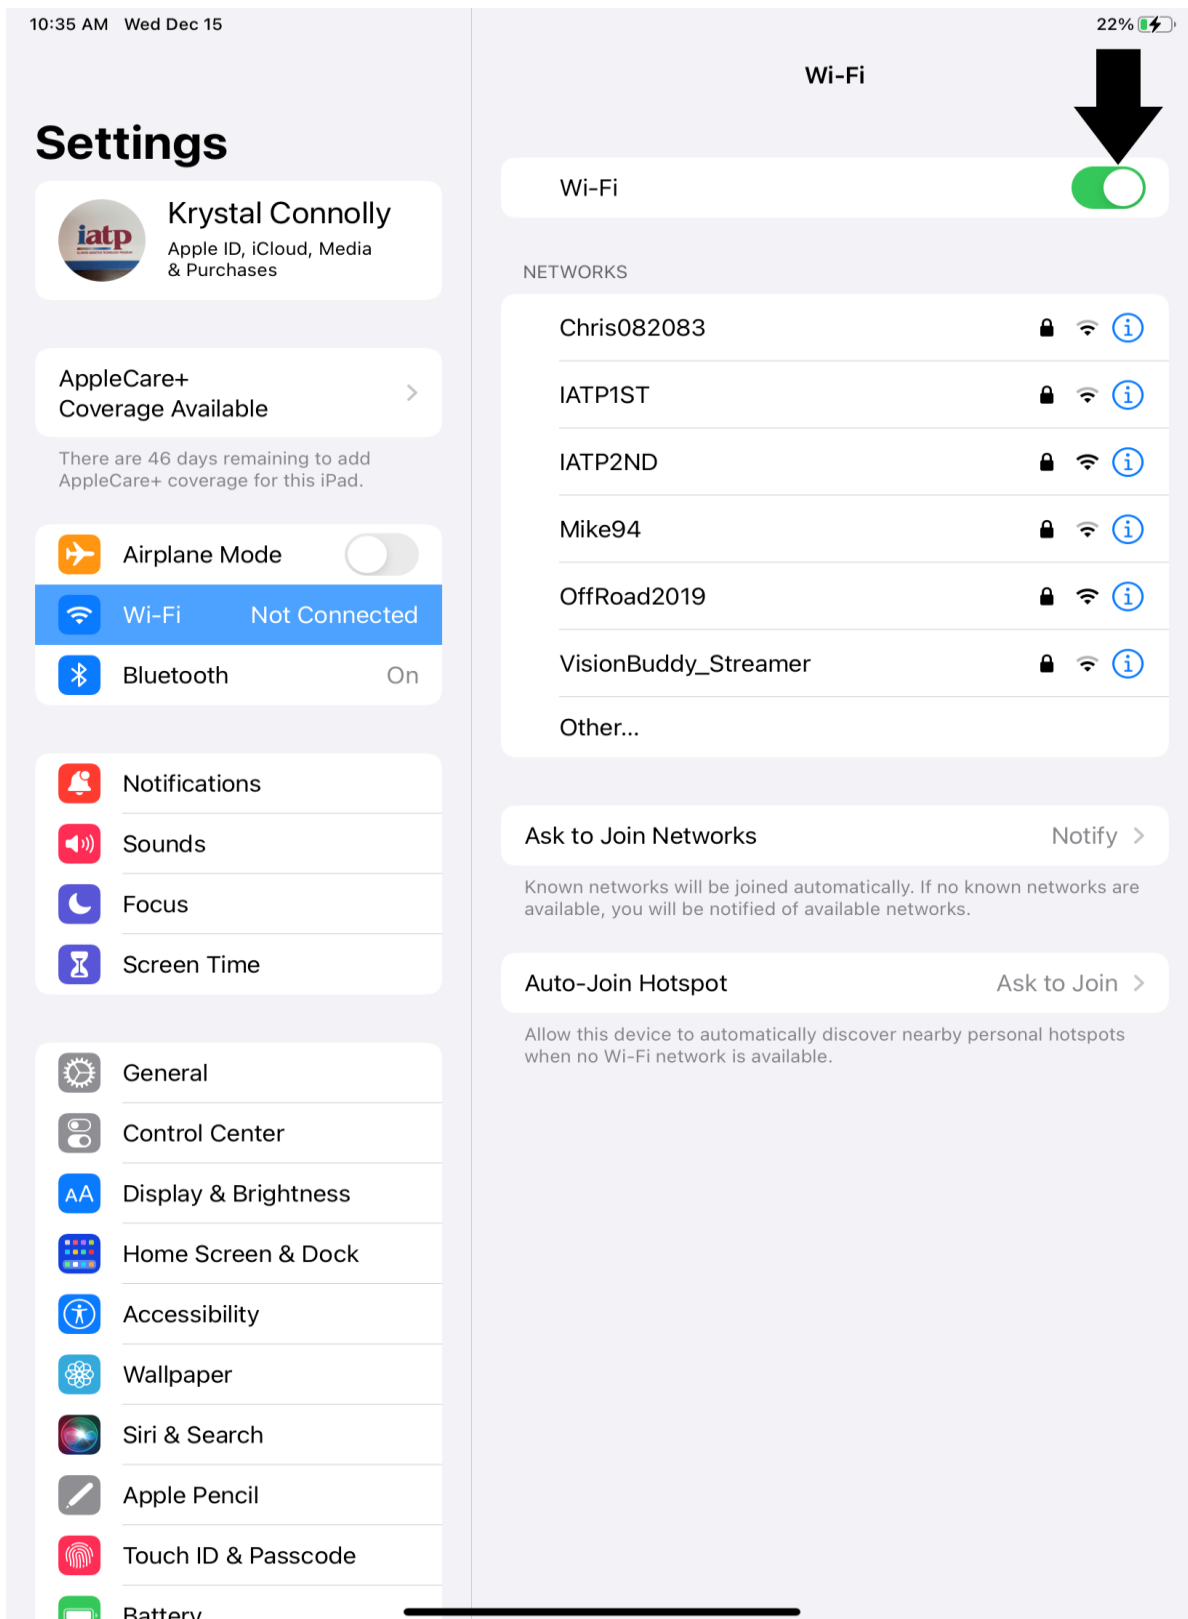 10:35 AM Wed Dec 15
22%
Settings
iatp
Krystal Connolly
Apple ID, iCloud, Media
& Purchases
AppleCare+
Coverage Available
There are 46 days remaining to add
AppleCare+ coverage for this iPad.
Airplane Mode
Wi-Fi Not Connected
Bluetooth On
Notifications
Sounds
Focus
Screen Time
General
Control Center
AA Display & Brightness
Home Screen & Dock
Accessibility
Wallpaper
Siri & Search
Apple Pencil
Touch ID & Passcode
Battery
Wi-Fi
Wi-Fi
NETWORKS
Chris082083
IATP1ST
IATP2ND
Mike94
OffRoad2019
VisionBuddy_Streamer
Other...
Ask to Join Networks Notify
Known networks will be joined automatically. If no known networks are
available, you will be notified of available networks.
Auto-Join Hotspot Ask to Join
Allow this device to automatically discover nearby personal hotspots
when no Wi-Fi network is available.